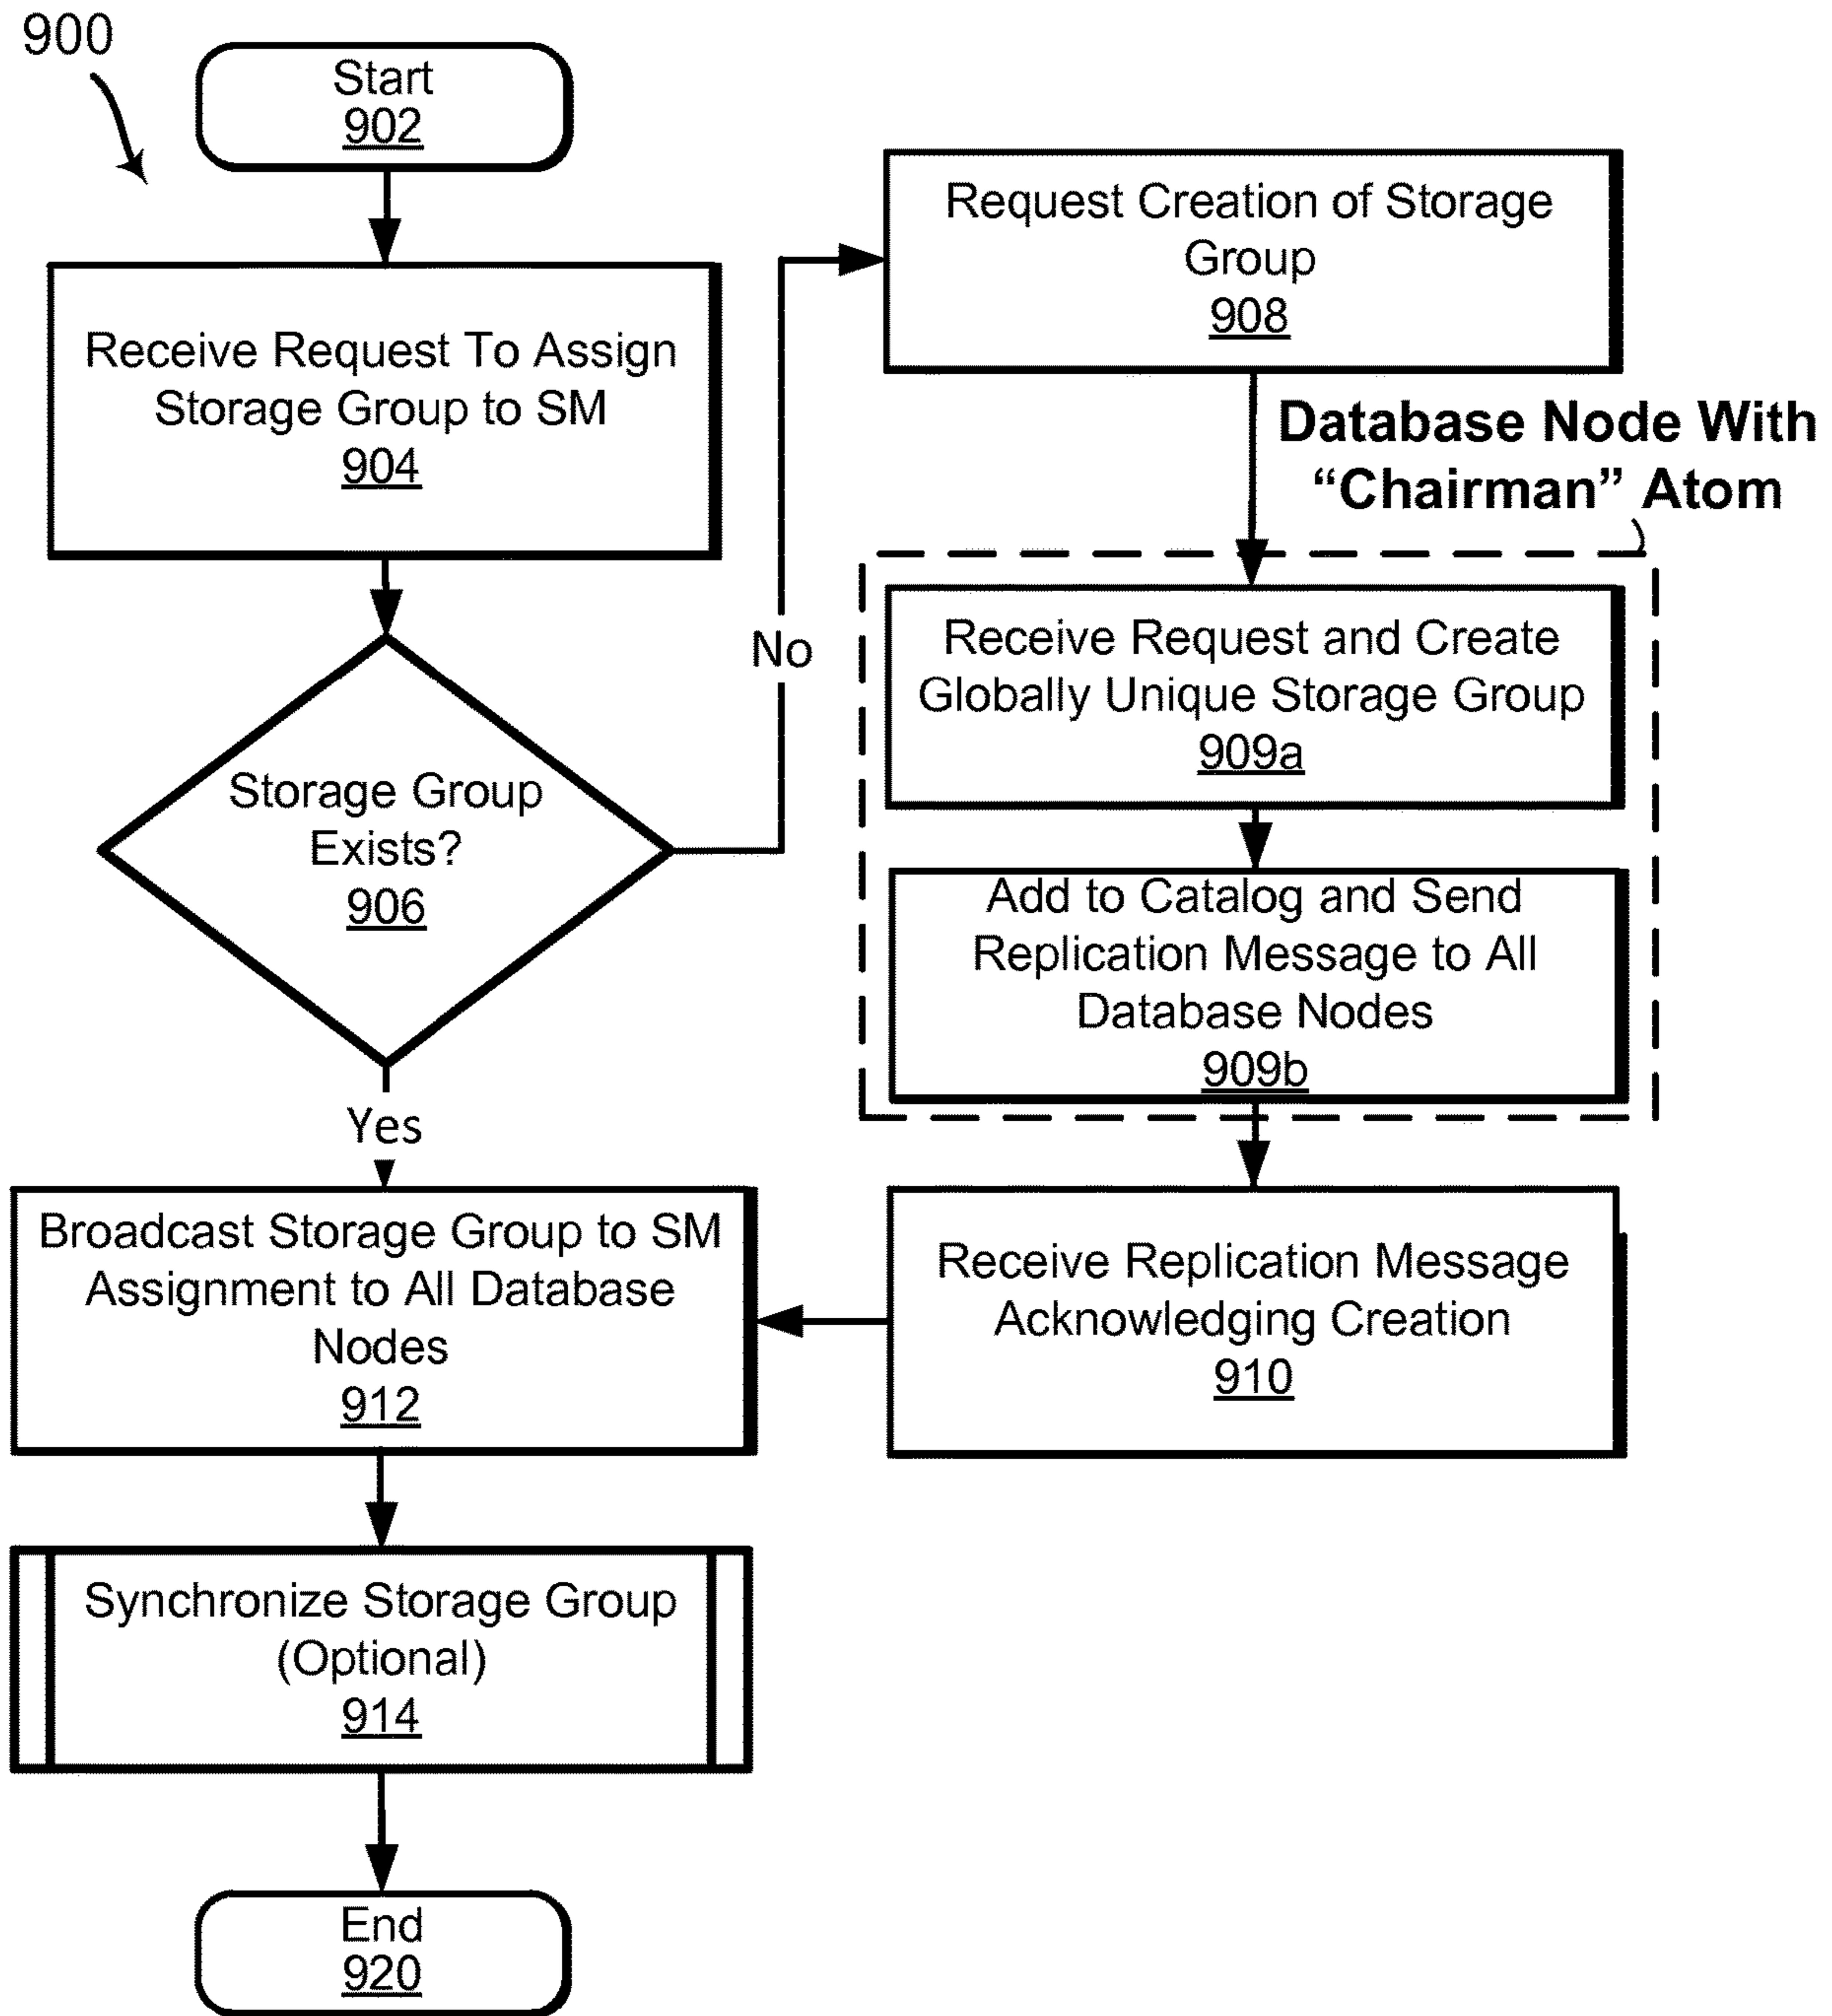 900
Start
902
Receive Request To Assign
Storage Group to SM
904
Storage Group
Exists?
906
No
Request Creation of Storage
Group
908
Database Node With
“Chairman” Atom
Receive Request and Create
Globally Unique Storage Group
909a
Add to Catalog and Send
Replication Message to All
Database Nodes
909b
Receive Replication Message
Acknowledging Creation
910
Yes
Broadcast Storage Group to SM
Assignment to All Database
Nodes
912
Synchronize Storage Group
(Optional)
914
End
920